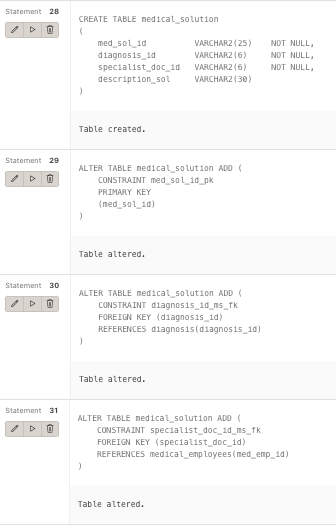 Statement 28
CREATE TABLE medical_solution
(
med_sol_id VARCHAR2(25) NOT NULL,
diagnosis_id VARCHAR2(6) NOT NULL,
specialist_doc_id VARCHAR2(6) NOT NULL,
description_sol VARCHAR2(30)
)
Table created.
Statement 29
ALTER TABLE medical_solution ADD (
CONSTRAINT med_sol_id_pk
PRIMARY KEY
(med_sol_id)
)
Table altered.
Statement 30
ALTER TABLE medical_solution ADD (
CONSTRAINT diagnosis_id_ms_fk
FOREIGN KEY (diagnosis_id)
REFERENCES diagnosis(diagnosis_id)
)
Table altered.
Statement 31
ALTER TABLE medical_solution ADD (
CONSTRAINT specialist_doc_id_ms_fk
FOREIGN KEY (specialist_doc_id)
REFERENCES medical_employees(med_emp_id)
)
Table altered.